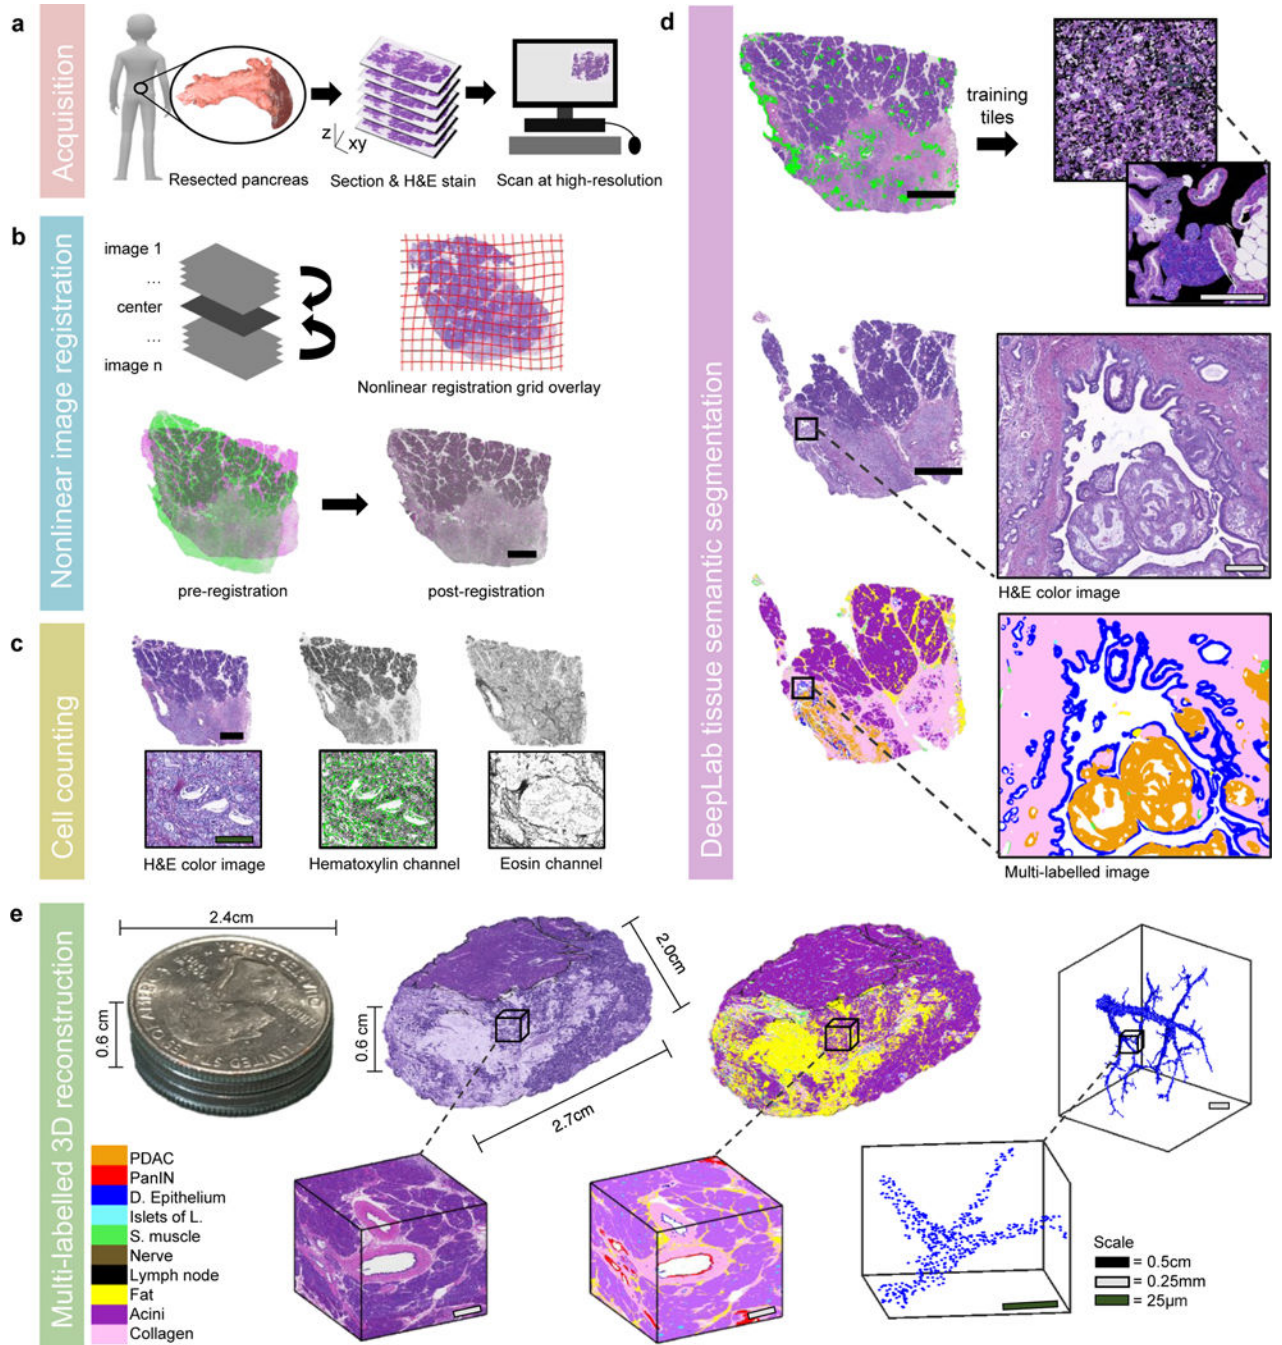 a
Acquisition
z
xy
Resected pancreas
Section & H&E stain
Scan at high-resolution
b
Nonlinear image registration
image 1
...
center
...
image n
Nonlinear registration grid overlay
pre-registration
post-registration
c
Cell counting
H&E color image
Hematoxylin channel
Eosin channel
d
DeepLab tissue semantic segmentation
training
tiles
H&E color image
Multi-labelled image
e
Multi-labelled 3D reconstruction
2.4cm
0.6 cm
0.6 cm
2.0cm
2.7cm
PDAC
PanIN
D. Epithelium
Islets of L.
S. muscle
Nerve
Lymph node
Fat
Acini
Collagen
Scale
= 0.5cm
= 0.25mm
= 25µm